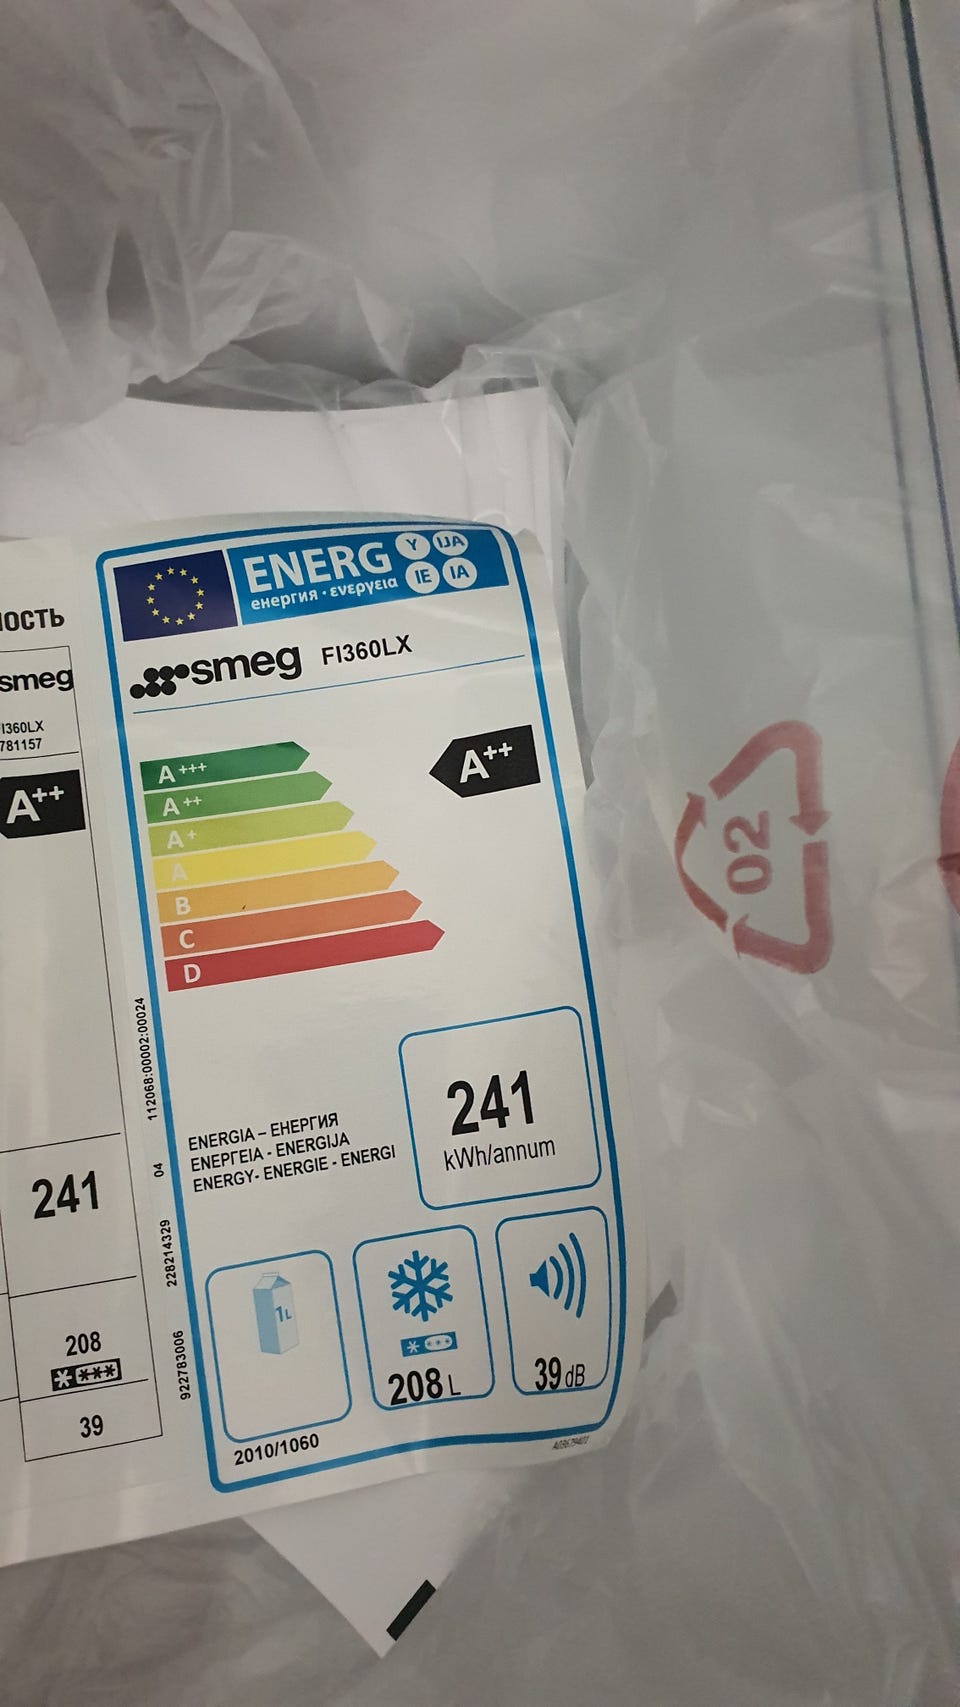 ЮСТЬ
smeg
I360LX
781157
A++
241
208
39
ENERG Y IJA IE IA
енергия · ενεργεια
smeg FI360LX
A+++
A++
A+
A
B
C
D
A++
112068:00002:00024
04
228214329
922783006
ENERGIA – ЕНЕРГИЯ
ΕΝΕΡΓΕΙΑ - ENERGIJA
ENERGY- ENERGIE - ENERGI
241
kWh/annum
1L
208 L
39 dB
2010/1060
02